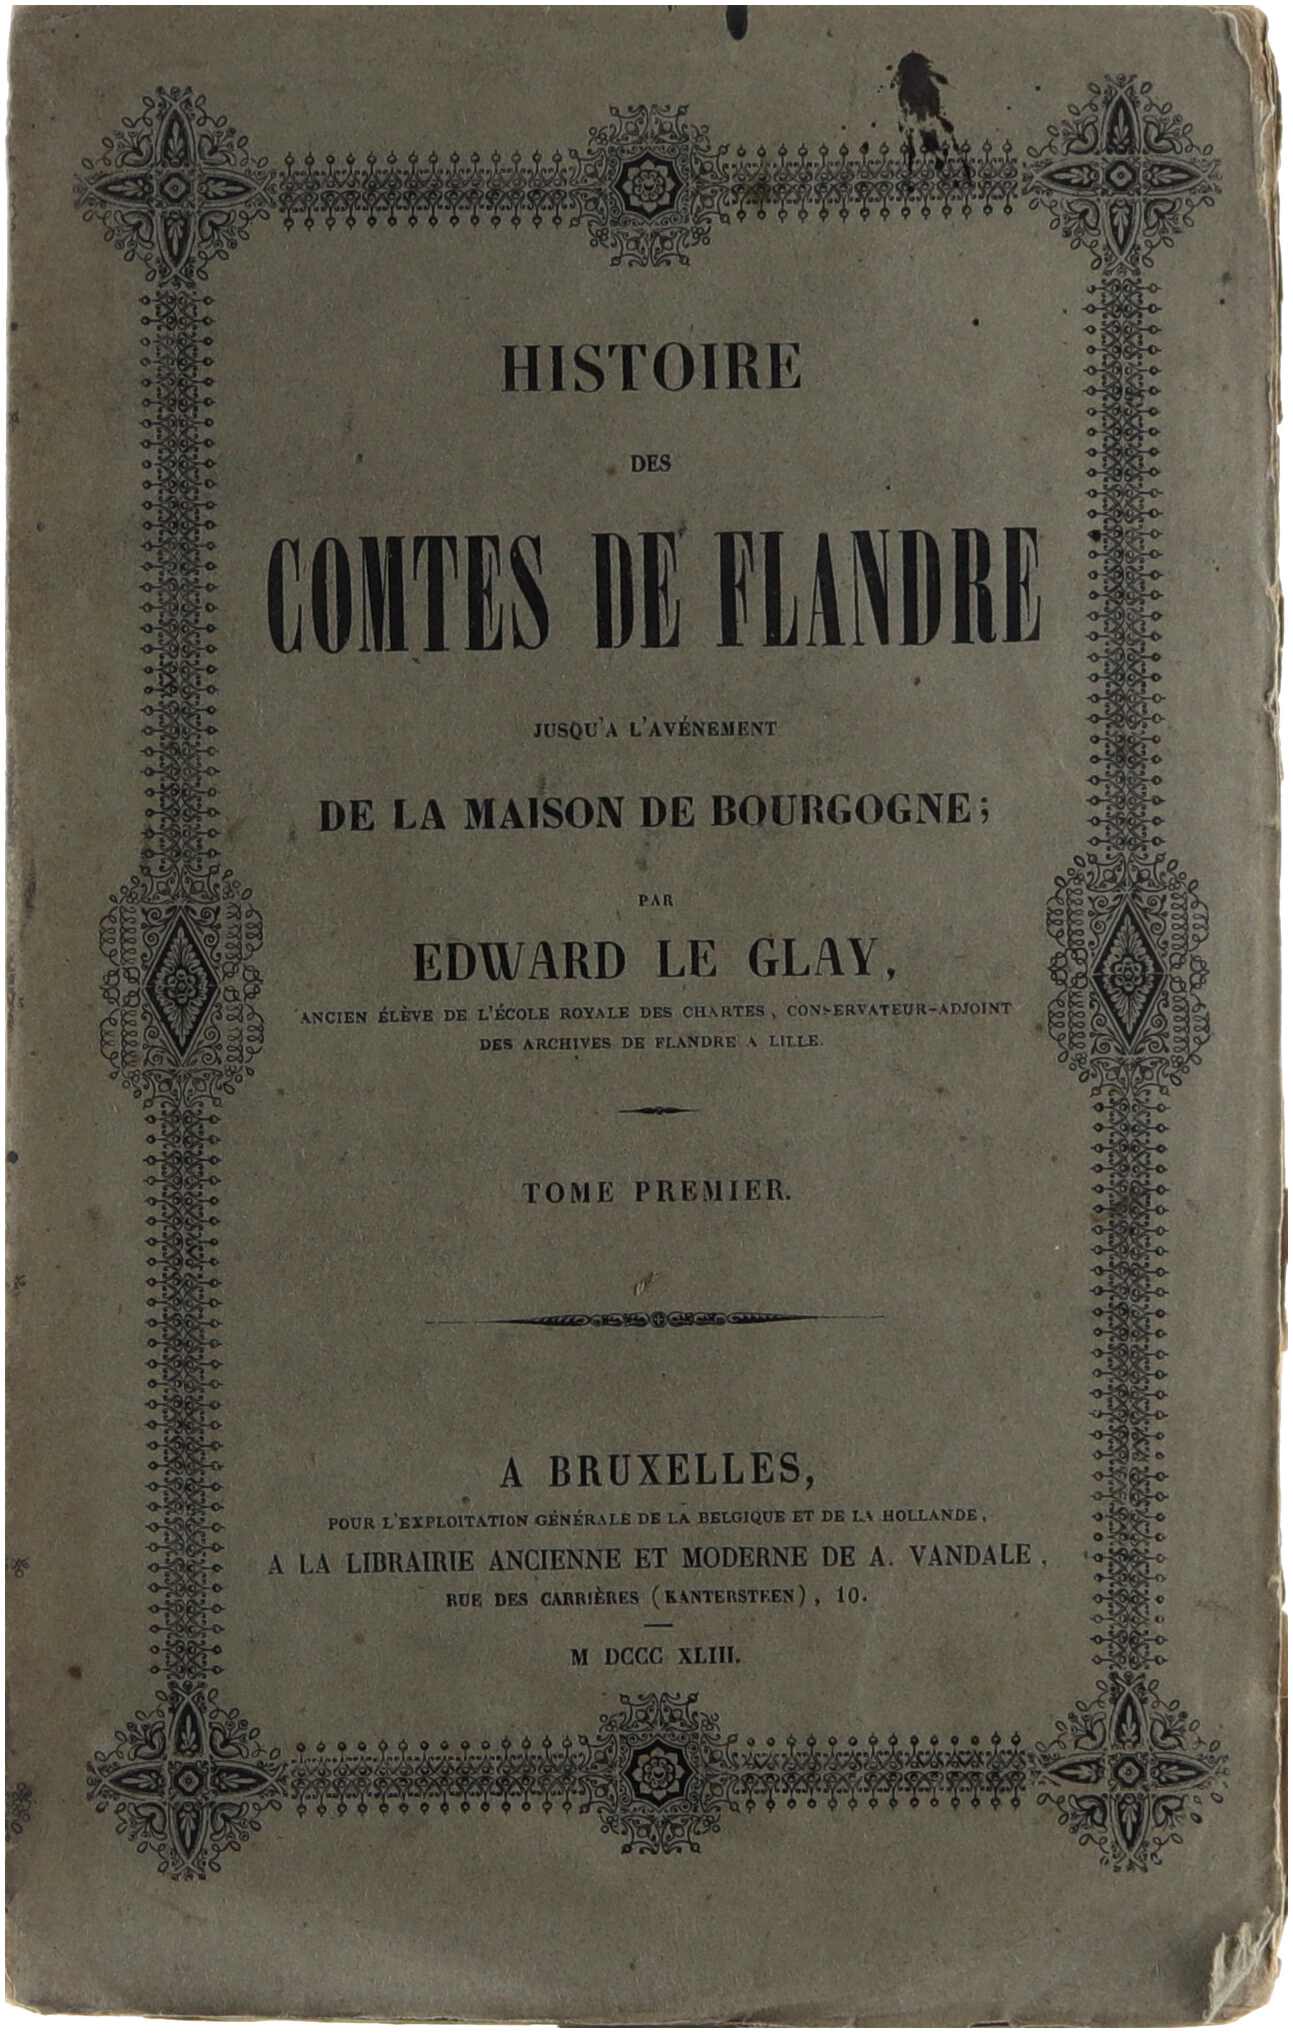 HISTOIRE
DES
COMTES DE FLANDRE
JUSQU'A L'AVÉNEMENT
DE LA MAISON DE BOURGOGNE;
PAR
EDWARD LE GLAY,
ANCIEN ÉLÈVE DE L'ÉCOLE ROYALE DES CHARTES, CONSERVATEUR-ADJOINT
DES ARCHIVES DE FLANDRE A LILLE.
TOME PREMIER.
A BRUXELLES,
POUR L'EXPLOITATION GÉNÉRALE DE LA BELGIQUE ET DE LA HOLLANDE,
A LA LIBRAIRIE ANCIENNE ET MODERNE DE A. VANDALE,
RUE DES CARRIÈRES (KANTERSTEEN), 10.
M DCCC XLIII.